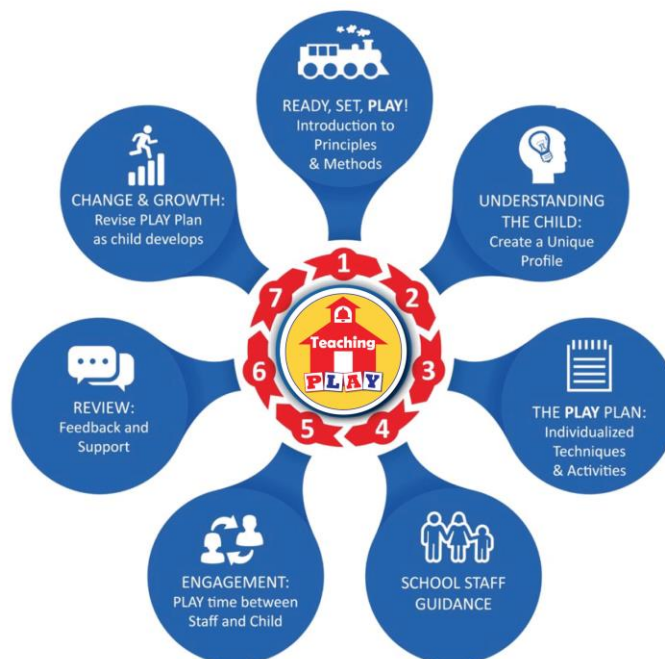 READY, SET, PLAY!
Introduction to
Principles
& Methods
UNDERSTANDING
THE CHILD:
Create a Unique
Profile
THE PLAY PLAN:
Individualized
Techniques
& Activities
SCHOOL STAFF
GUIDANCE
ENGAGEMENT:
PLAY time between
Staff and Child
REVIEW:
Feedback and
Support
CHANGE & GROWTH:
Revise PLAY Plan
as child develops
1
2
3
4
5
6
7
Teaching
PLAY